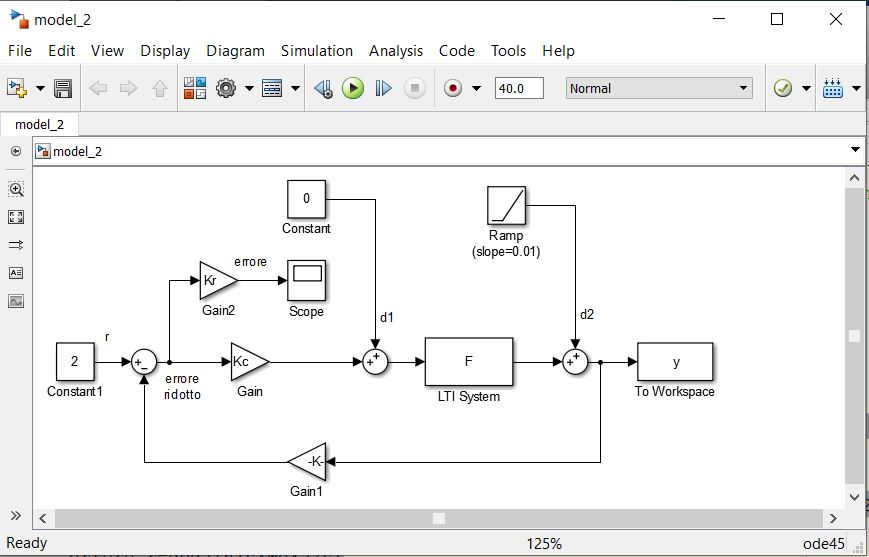 model_2
File Edit View Display Diagram Simulation Analysis Code Tools Help
40.0
Normal
model_2
model_2
0
Constant
Ramp
(slope=0.01)
errore
Kr
Gain2
Scope
d1
d2
r
2
Constant1
+
-
errore
ridotto
Kc
Gain
+
+
F
LTI System
+
+
y
To Workspace
-K-
Gain1
Ready
125%
ode45